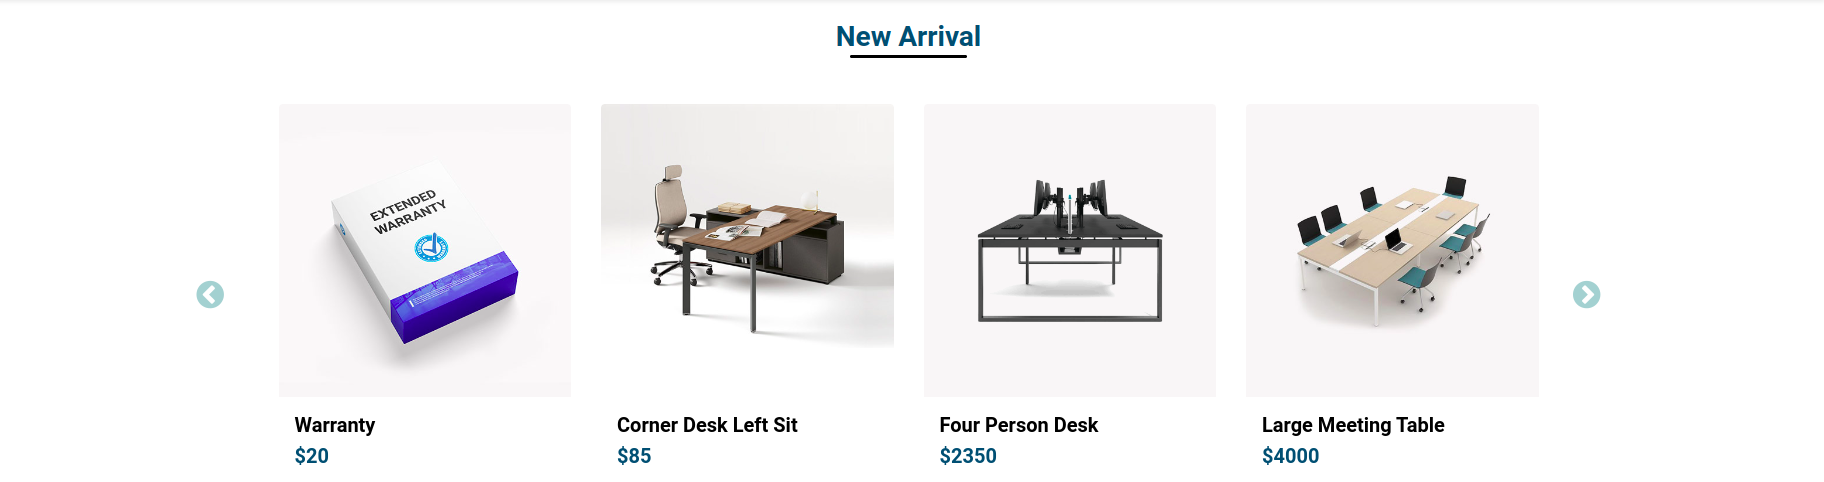 New Arrival
EXTENDED
WARRANTY
Warranty
$20
Corner Desk Left Sit
$85
Four Person Desk
$2350
Large Meeting Table
$4000